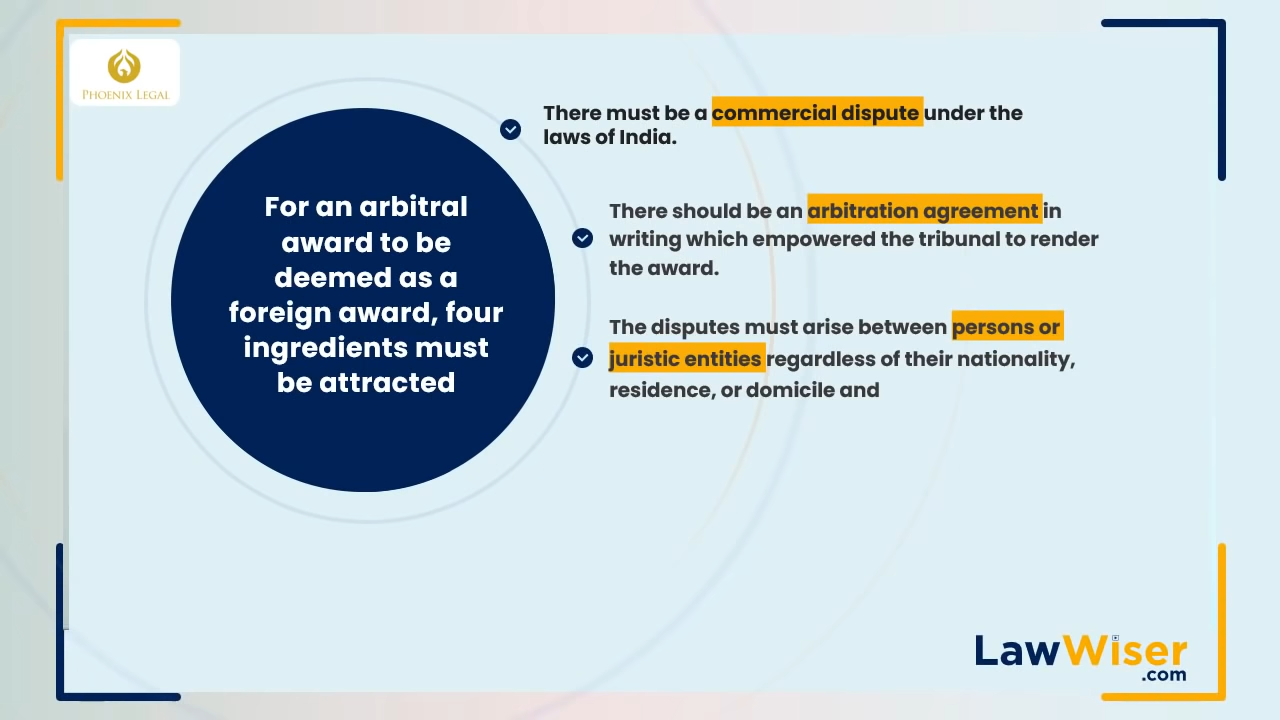 PHOENIX LEGAL
For an arbitral
award to be
deemed as a
foreign award, four
ingredients must
be attracted
There must be a commercial dispute under the
laws of India.
There should be an arbitration agreement in
writing which empowered the tribunal to render
the award.
The disputes must arise between persons or
juristic entities regardless of their nationality,
residence, or domicile and
LawWiser
.com